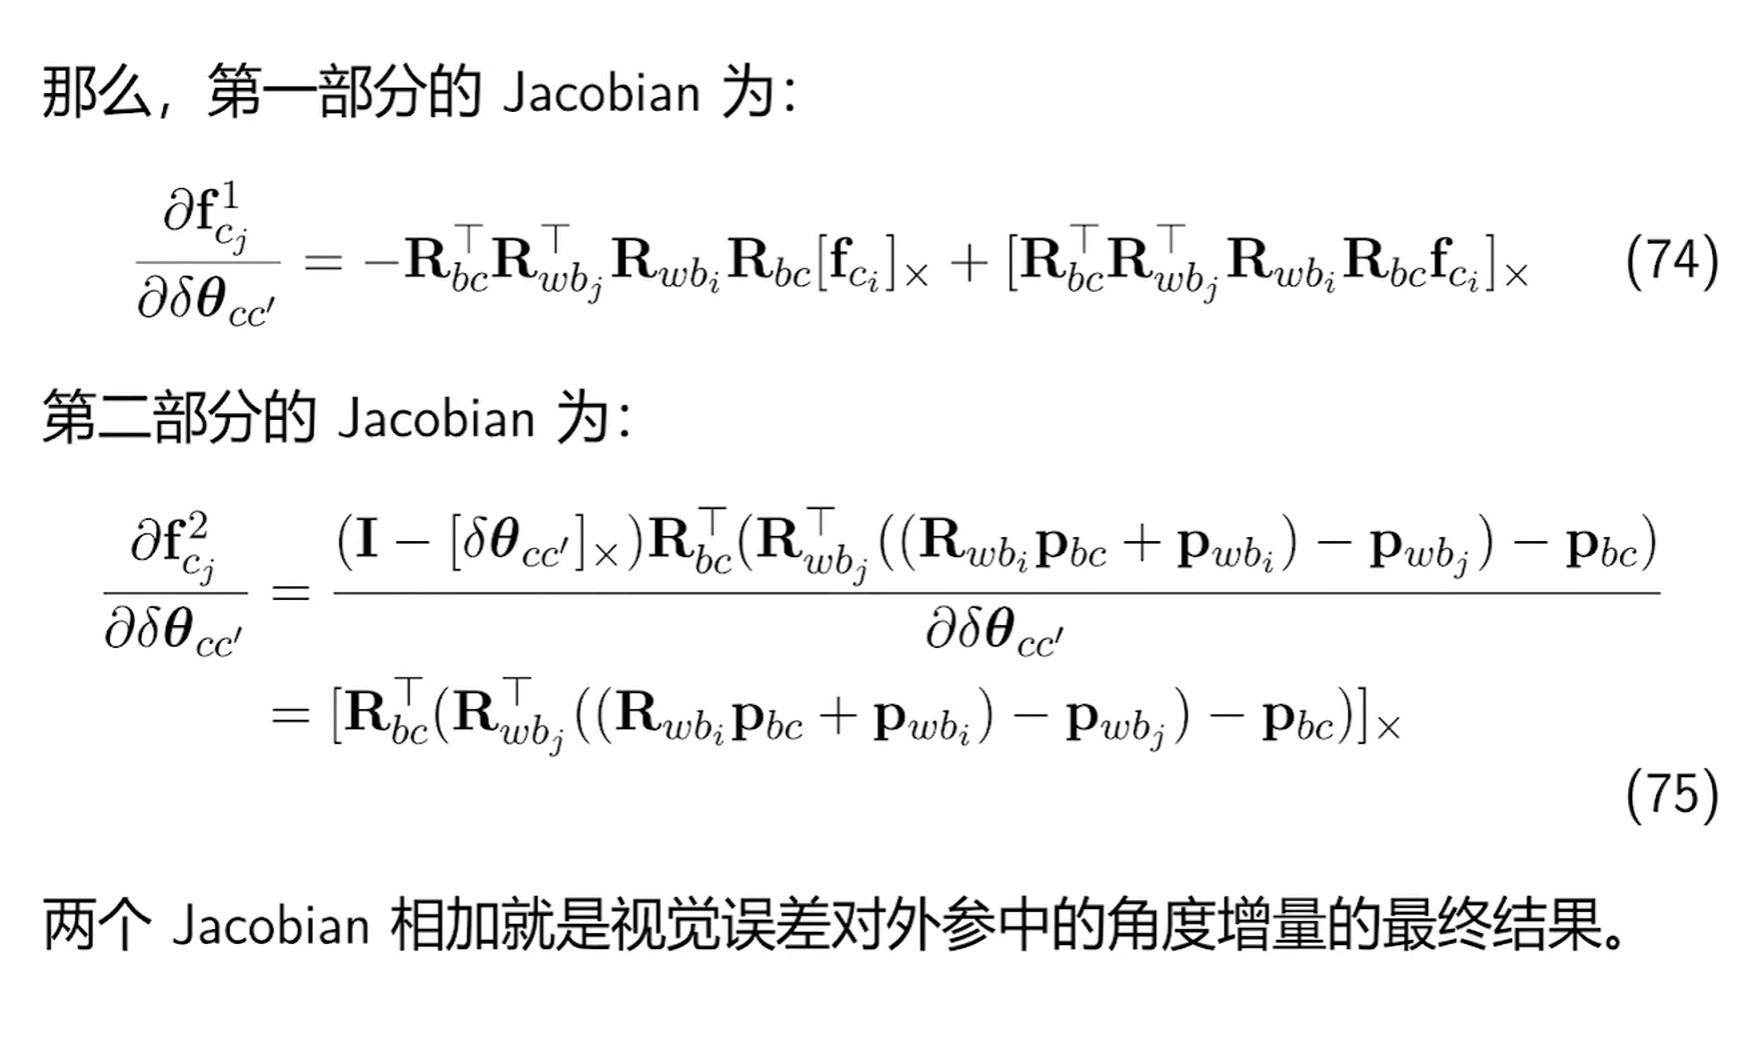 那么，第一部分的 Jacobian 为：
$$\frac{\partial \mathbf{f}_{c_j}^{1}}{\partial \delta\boldsymbol{\theta}_{cc'}} = -\mathbf{R}_{bc}^{\top}\mathbf{R}_{wb_j}^{\top}\mathbf{R}_{wb_i}\mathbf{R}_{bc}[\mathbf{f}_{c_i}]_{\times} + [\mathbf{R}_{bc}^{\top}\mathbf{R}_{wb_j}^{\top}\mathbf{R}_{wb_i}\mathbf{R}_{bc}\mathbf{f}_{c_i}]_{\times}$$ (74)
第二部分的 Jacobian 为：
$$\frac{\partial \mathbf{f}_{c_j}^{2}}{\partial \delta\boldsymbol{\theta}_{cc'}} = \frac{(\mathbf{I} - [\delta\boldsymbol{\theta}_{cc'}]_{\times})\mathbf{R}_{bc}^{\top}(\mathbf{R}_{wb_j}^{\top}((\mathbf{R}_{wb_i}\mathbf{p}_{bc} + \mathbf{p}_{wb_i}) - \mathbf{p}_{wb_j}) - \mathbf{p}_{bc})}{\partial \delta\boldsymbol{\theta}_{cc'}}$$
$$= [\mathbf{R}_{bc}^{\top}(\mathbf{R}_{wb_j}^{\top}((\mathbf{R}_{wb_i}\mathbf{p}_{bc} + \mathbf{p}_{wb_i}) - \mathbf{p}_{wb_j}) - \mathbf{p}_{bc})]_{\times}$$
(75)
两个 Jacobian 相加就是视觉误差对外参中的角度增量的最终结果。